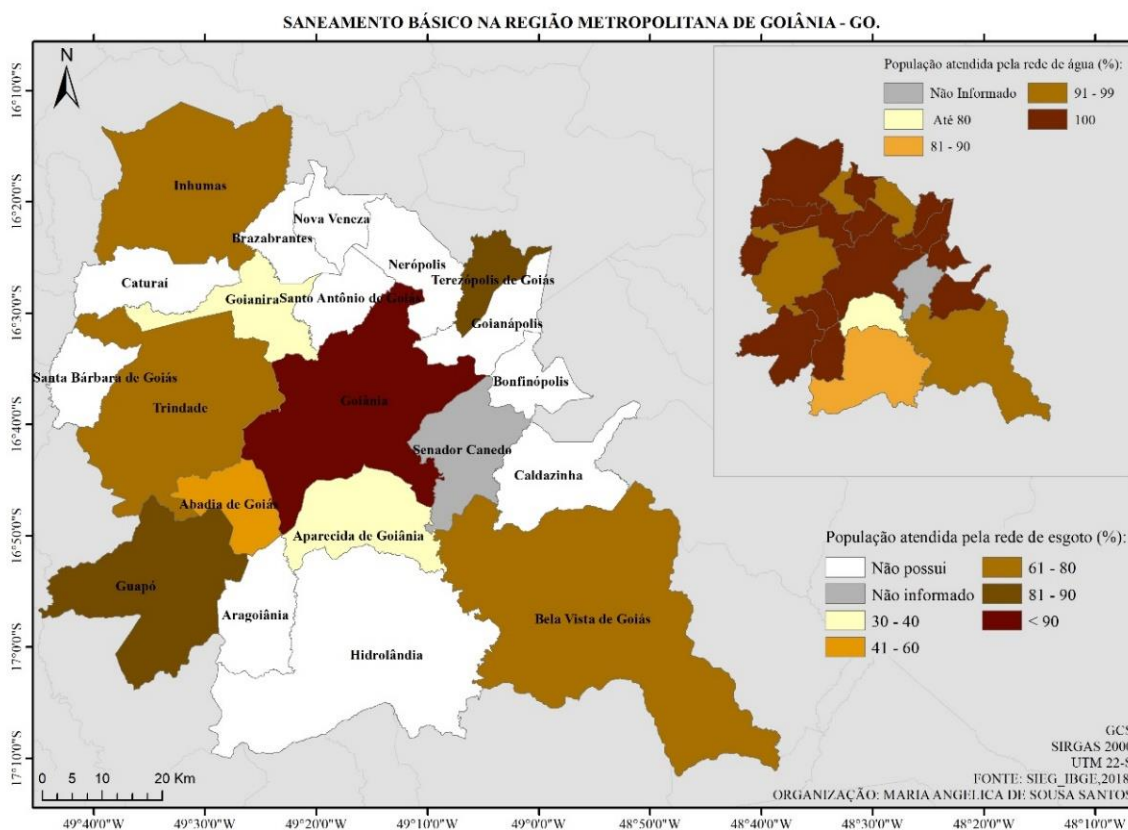 SANEAMENTO BÁSICO NA REGIÃO METROPOLITANA DE GOIÂNIA - GO.
N
16°10'0"S
16°20'0"S
16°30'0"S
16°40'0"S
16°50'0"S
17°0'0"S
17°10'0"S
População atendida pela rede de água (%):
Não Informado
91 - 99
Até 80
100
81 - 90
Inhumas
Nova Veneza
Brazabrantes
Nerópolis
Terezópolis de Goiás
Caturaí
Goianira
Santo Antônio de Goiás
Goianápolis
Santa Bárbara de Goiás
Bonfinópolis
Trindade
Goiânia
Senador Canedo
Caldazinha
Abadia de Goiás
Aparecida de Goiânia
Guapó
Aragoiânia
Bela Vista de Goiás
Hidrolândia
População atendida pela rede de esgoto (%):
Não possui
61 - 80
Não informado
81 - 90
30 - 40
< 90
41 - 60
GCS
SIRGAS 2000
UTM 22-S
FONTE: SIEG_IBGE,2018
ORGANIZAÇÃO: MARIA ANGELICA DE SOUSA SANTOS
0 5 10 20 Km
49°40'0"W 49°30'0"W 49°20'0"W 49°10'0"W 49°0'0"W 48°50'0"W 48°40'0"W 48°30'0"W 48°20'0"W 48°10'0"W